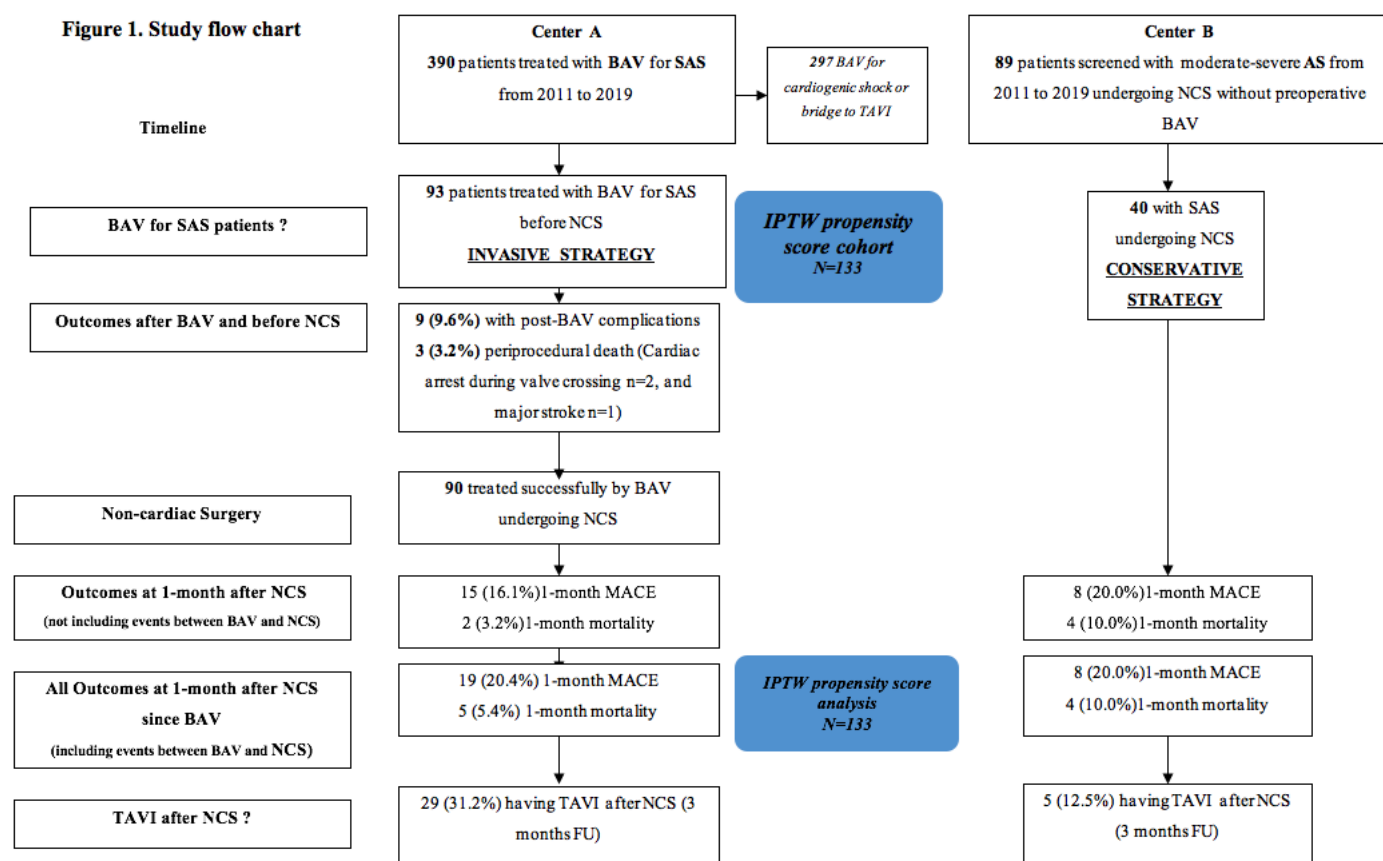 Figure 1. Study flow chart
Center A
390 patients treated with BAV for SAS
from 2011 to 2019
297 BAV for
cardiogenic shock or
bridge to TAVI
Center B
89 patients screened with moderate-severe AS from
2011 to 2019 undergoing NCS without preoperative
BAV
Timeline
BAV for SAS patients ?
93 patients treated with BAV for SAS
before NCS
INVASIVE STRATEGY
IPTW propensity
score cohort
N=133
40 with SAS
undergoing NCS
CONSERVATIVE
STRATEGY
Outcomes after BAV and before NCS
9 (9.6%) with post-BAV complications
3 (3.2%) periprocedural death (Cardiac
arrest during valve crossing n=2, and
major stroke n=1)
Non-cardiac Surgery
90 treated successfully by BAV
undergoing NCS
Outcomes at 1-month after NCS
(not including events between BAV and NCS)
15 (16.1%)1-month MACE
2 (3.2%)1-month mortality
8 (20.0%)1-month MACE
4 (10.0%)1-month mortality
All Outcomes at 1-month after NCS
since BAV
(including events between BAV and NCS)
19 (20.4%) 1-month MACE
5 (5.4%) 1-month mortality
IPTW propensity score
analysis
N=133
8 (20.0%)1-month MACE
4 (10.0%)1-month mortality
TAVI after NCS ?
29 (31.2%) having TAVI after NCS (3
months FU)
5 (12.5%) having TAVI after NCS
(3 months FU)